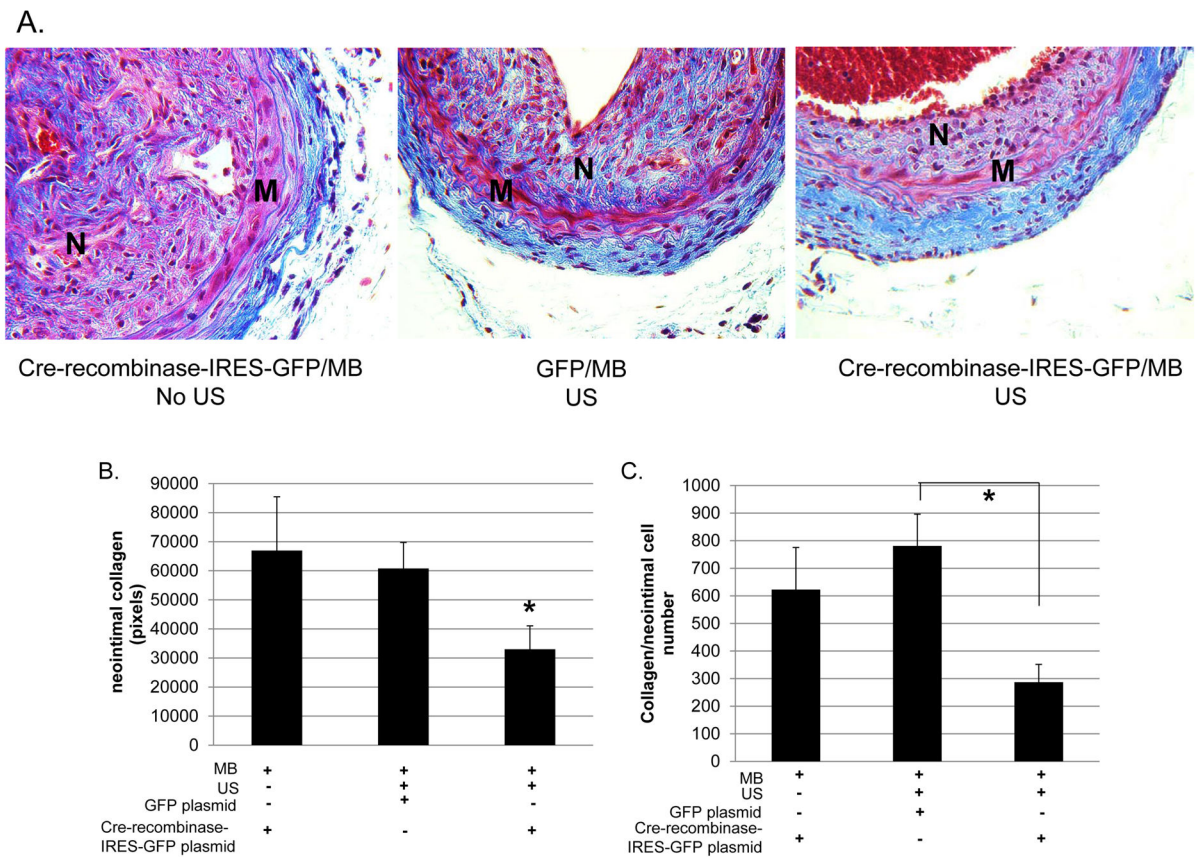 A.
N
M
M
N
N
M
Cre-recombinase-IRES-GFP/MB
No US
GFP/MB
US
Cre-recombinase-IRES-GFP/MB
US
B.
neointimal collagen
(pixels)
90000
80000
70000
60000
50000
40000
30000
20000
10000
0
*
MB + + +
US - + +
GFP plasmid - + -
Cre-recombinase-
IRES-GFP plasmid + - +
C.
Collagen/neointimal cell
number
1000
900
800
700
600
500
400
300
200
100
0
*
MB + + +
US - + +
GFP plasmid - + -
Cre-recombinase-
IRES-GFP plasmid + - +